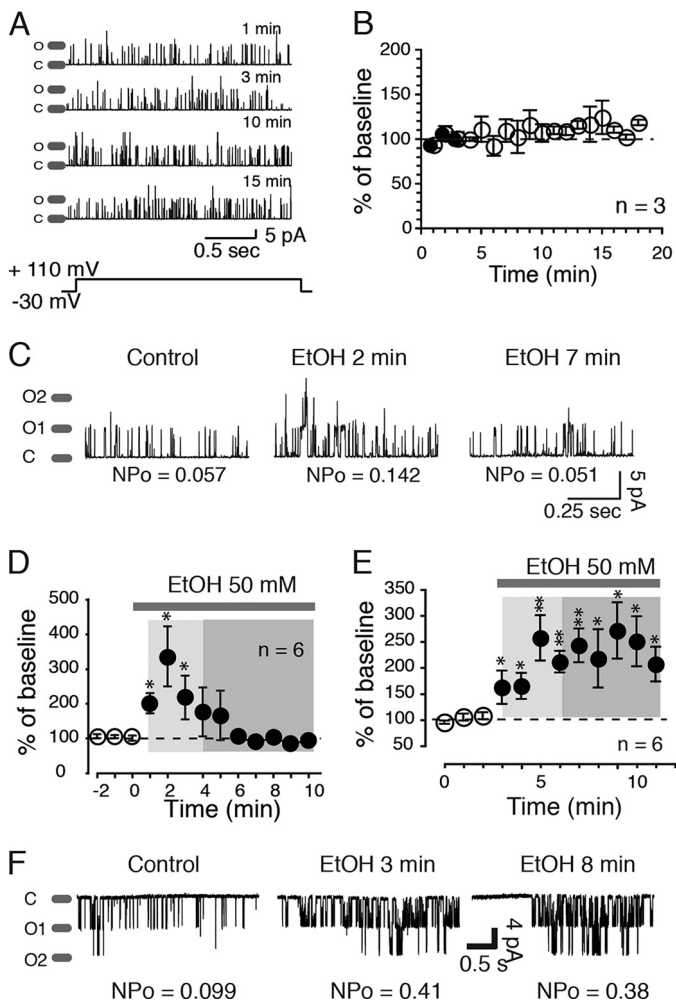 A
O
C
1 min
O
C
3 min
O
C
10 min
O
C
15 min
5 pA
0.5 sec
+ 110 mV
-30 mV
B
% of baseline
200
150
100
50
0
0 5 10 15 20
Time (min)
n = 3
C
Control EtOH 2 min EtOH 7 min
O2
O1
C
NPo = 0.057 NPo = 0.142 NPo = 0.051
5 pA
0.25 sec
D
EtOH 50 mM
% of baseline
500
400
300
200
100
0
* * *
n = 6
-2 0 2 4 6 8 10
Time (min)
E
EtOH 50 mM
% of baseline
350
300
250
200
150
100
50
* * ** ** ** * * * *
n = 6
0 5 10
Time (min)
F
Control EtOH 3 min EtOH 8 min
C
O1
O2
4 pA
0.5 s
NPo = 0.099 NPo = 0.41 NPo = 0.38